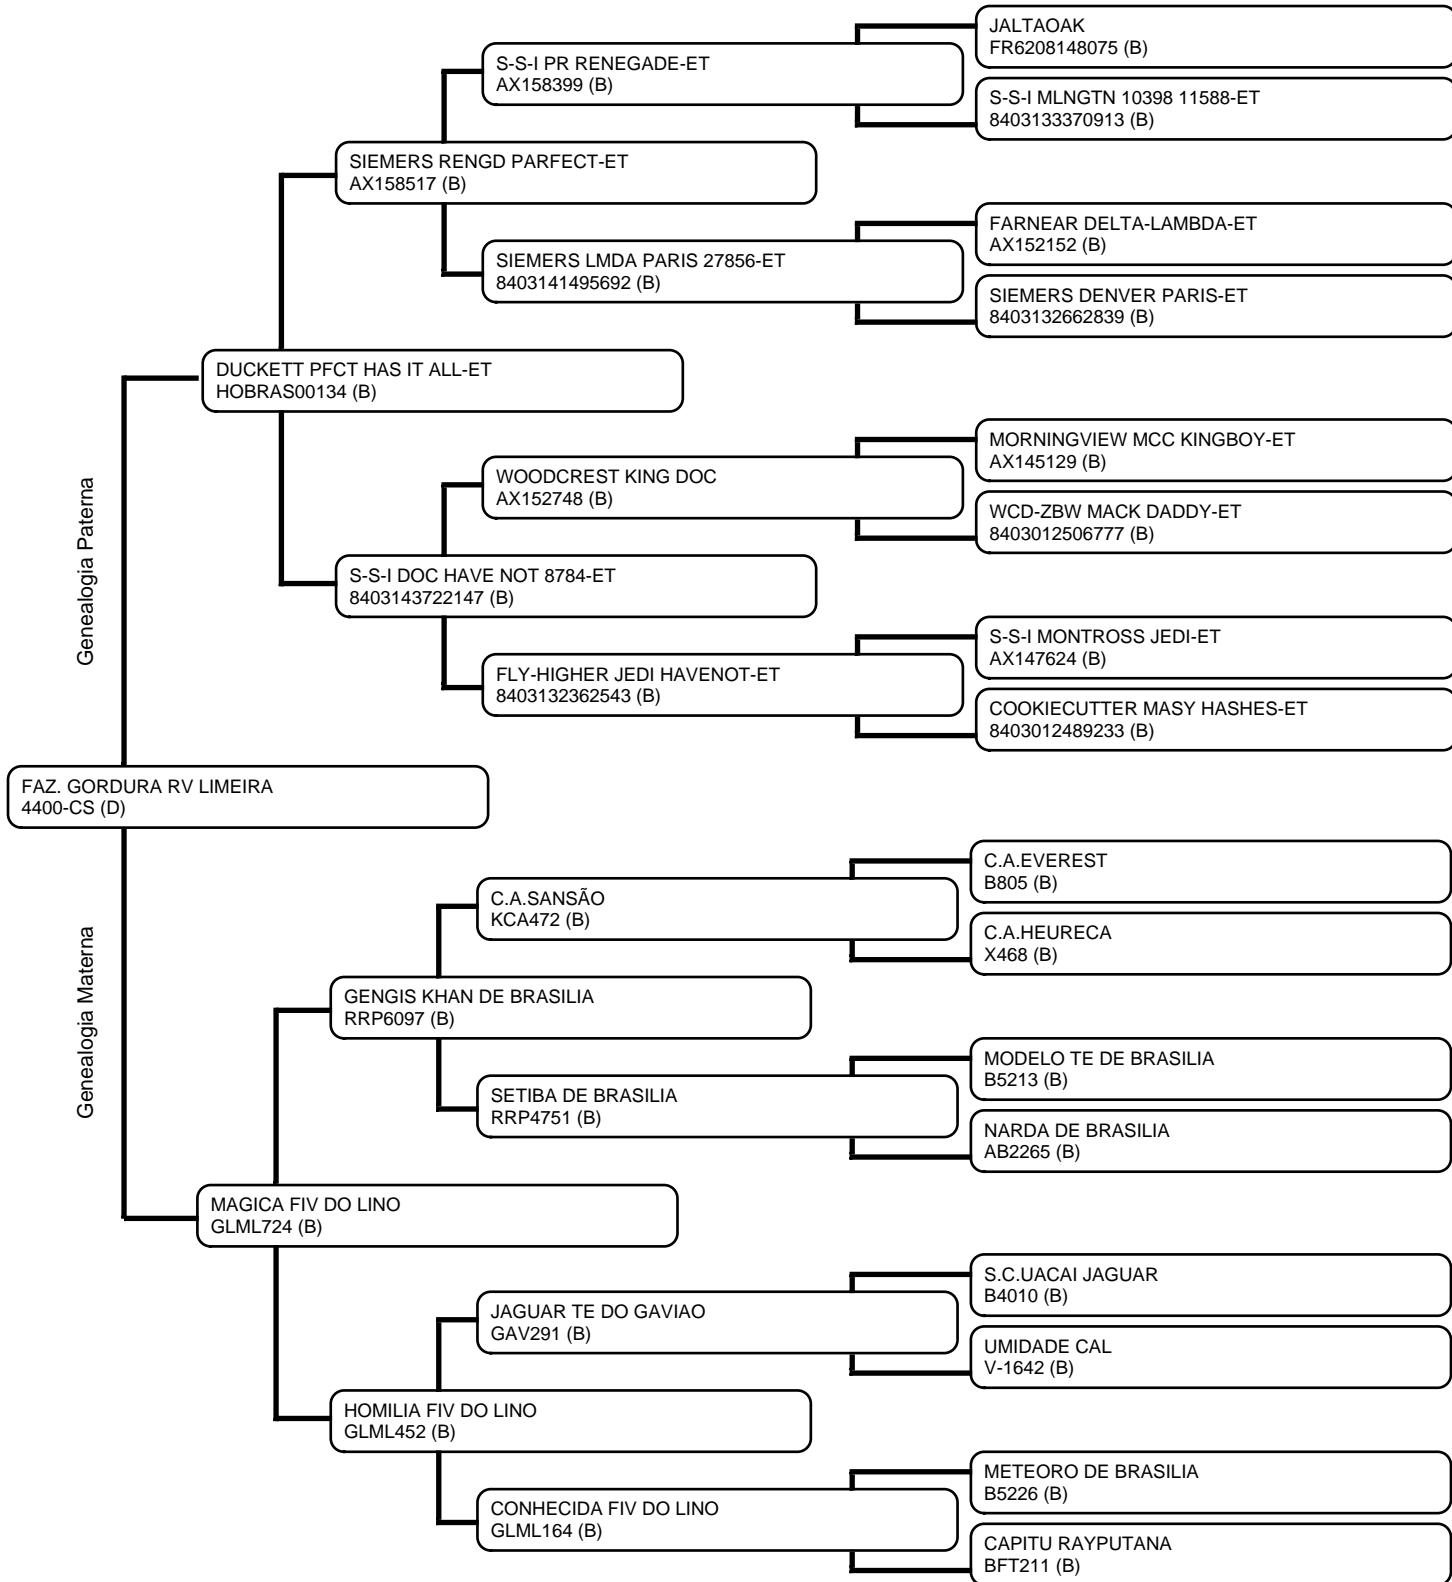 JALTAOAK
FR6208148075 (B)
S-S-I PR RENEGADE-ET
AX158399 (B)
S-S-I MLNGTN 10398 11588-ET
8403133370913 (B)
SIEMERS RENGD PARFECT-ET
AX158517 (B)
FARNEAR DELTA-LAMBDA-ET
AX152152 (B)
SIEMERS LMDA PARIS 27856-ET
8403141495692 (B)
SIEMERS DENVER PARIS-ET
8403132662839 (B)
DUCKETT PFCT HAS IT ALL-ET
HOBRAS00134 (B)
MORNINGVIEW MCC KINGBOY-ET
AX145129 (B)
WOODCREST KING DOC
AX152748 (B)
WCD-ZBW MACK DADDY-ET
8403012506777 (B)
Genealogia Paterna
S-S-I DOC HAVE NOT 8784-ET
8403143722147 (B)
S-S-I MONTROSS JEDI-ET
AX147624 (B)
FLY-HIGHER JEDI HAVENOT-ET
8403132362543 (B)
COOKIECUTTER MASY HASHES-ET
8403012489233 (B)
FAZ. GORDURA RV LIMEIRA
4400-CS (D)
C.A.EVEREST
B805 (B)
C.A.SANSÃO
KCA472 (B)
C.A.HEURECA
X468 (B)
Genealogia Materna
GENGIS KHAN DE BRASILIA
RRP6097 (B)
MODELO TE DE BRASILIA
B5213 (B)
SETIBA DE BRASILIA
RRP4751 (B)
NARDA DE BRASILIA
AB2265 (B)
MAGICA FIV DO LINO
GLML724 (B)
S.C.UACAI JAGUAR
B4010 (B)
JAGUAR TE DO GAVIAO
GAV291 (B)
UMIDADE CAL
V-1642 (B)
HOMILIA FIV DO LINO
GLML452 (B)
METEORO DE BRASILIA
B5226 (B)
CONHECIDA FIV DO LINO
GLML164 (B)
CAPITU RAYPUTANA
BFT211 (B)